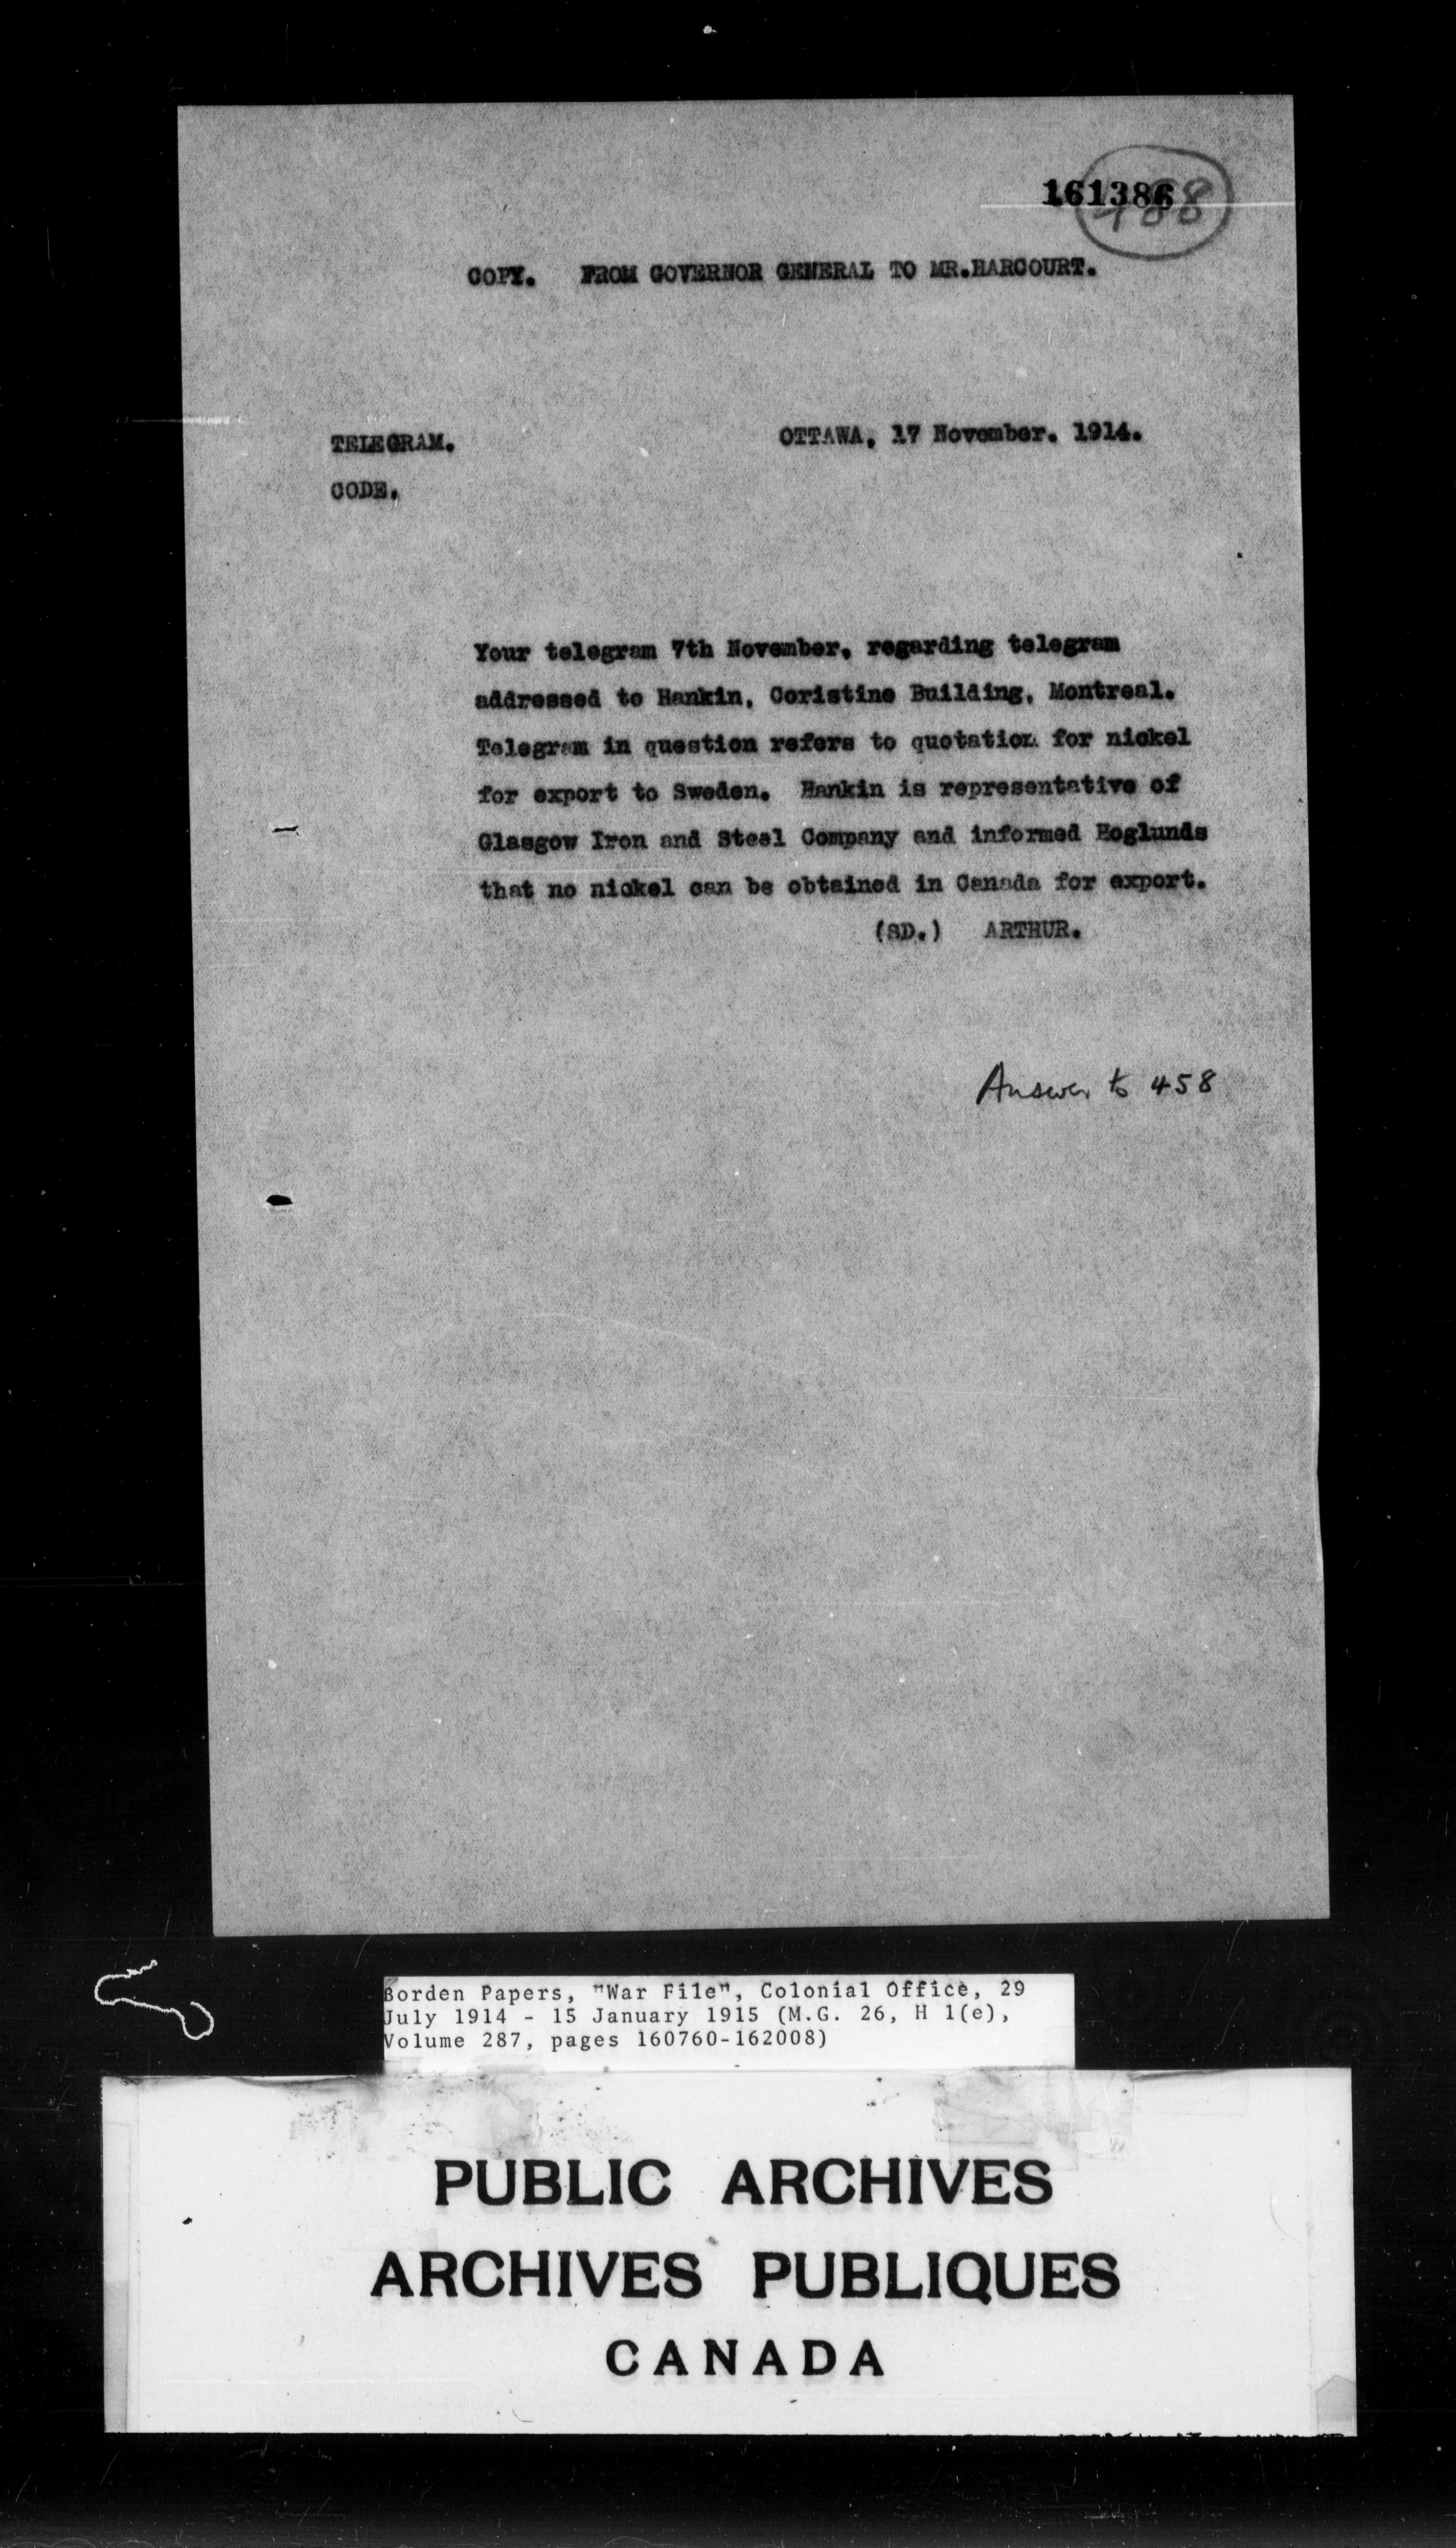 161386
488
COPY. FROM GOVERNOR GENERAL TO MR.HARCOURT.
TELEGRAM. OTTAWA, 17 November. 1914.
CODE.
Your telegram 7th November, regarding telegram
addressed to Hankin, Coristine Building, Montreal.
Telegram in question refers to quotation for nickel
for export to Sweden. Hankin is representative of
Glasgow Iron and Steel Company and informed Hoglunds
that no nickel can be obtained in Canada for export.
(SD.) ARTHUR.
Answer to 458
Borden Papers, "War File", Colonial Office, 29
July 1914 - 15 January 1915 (M.G. 26, H 1(e),
Volume 287, pages 160760-162008)
PUBLIC ARCHIVES
ARCHIVES PUBLIQUES
CANADA